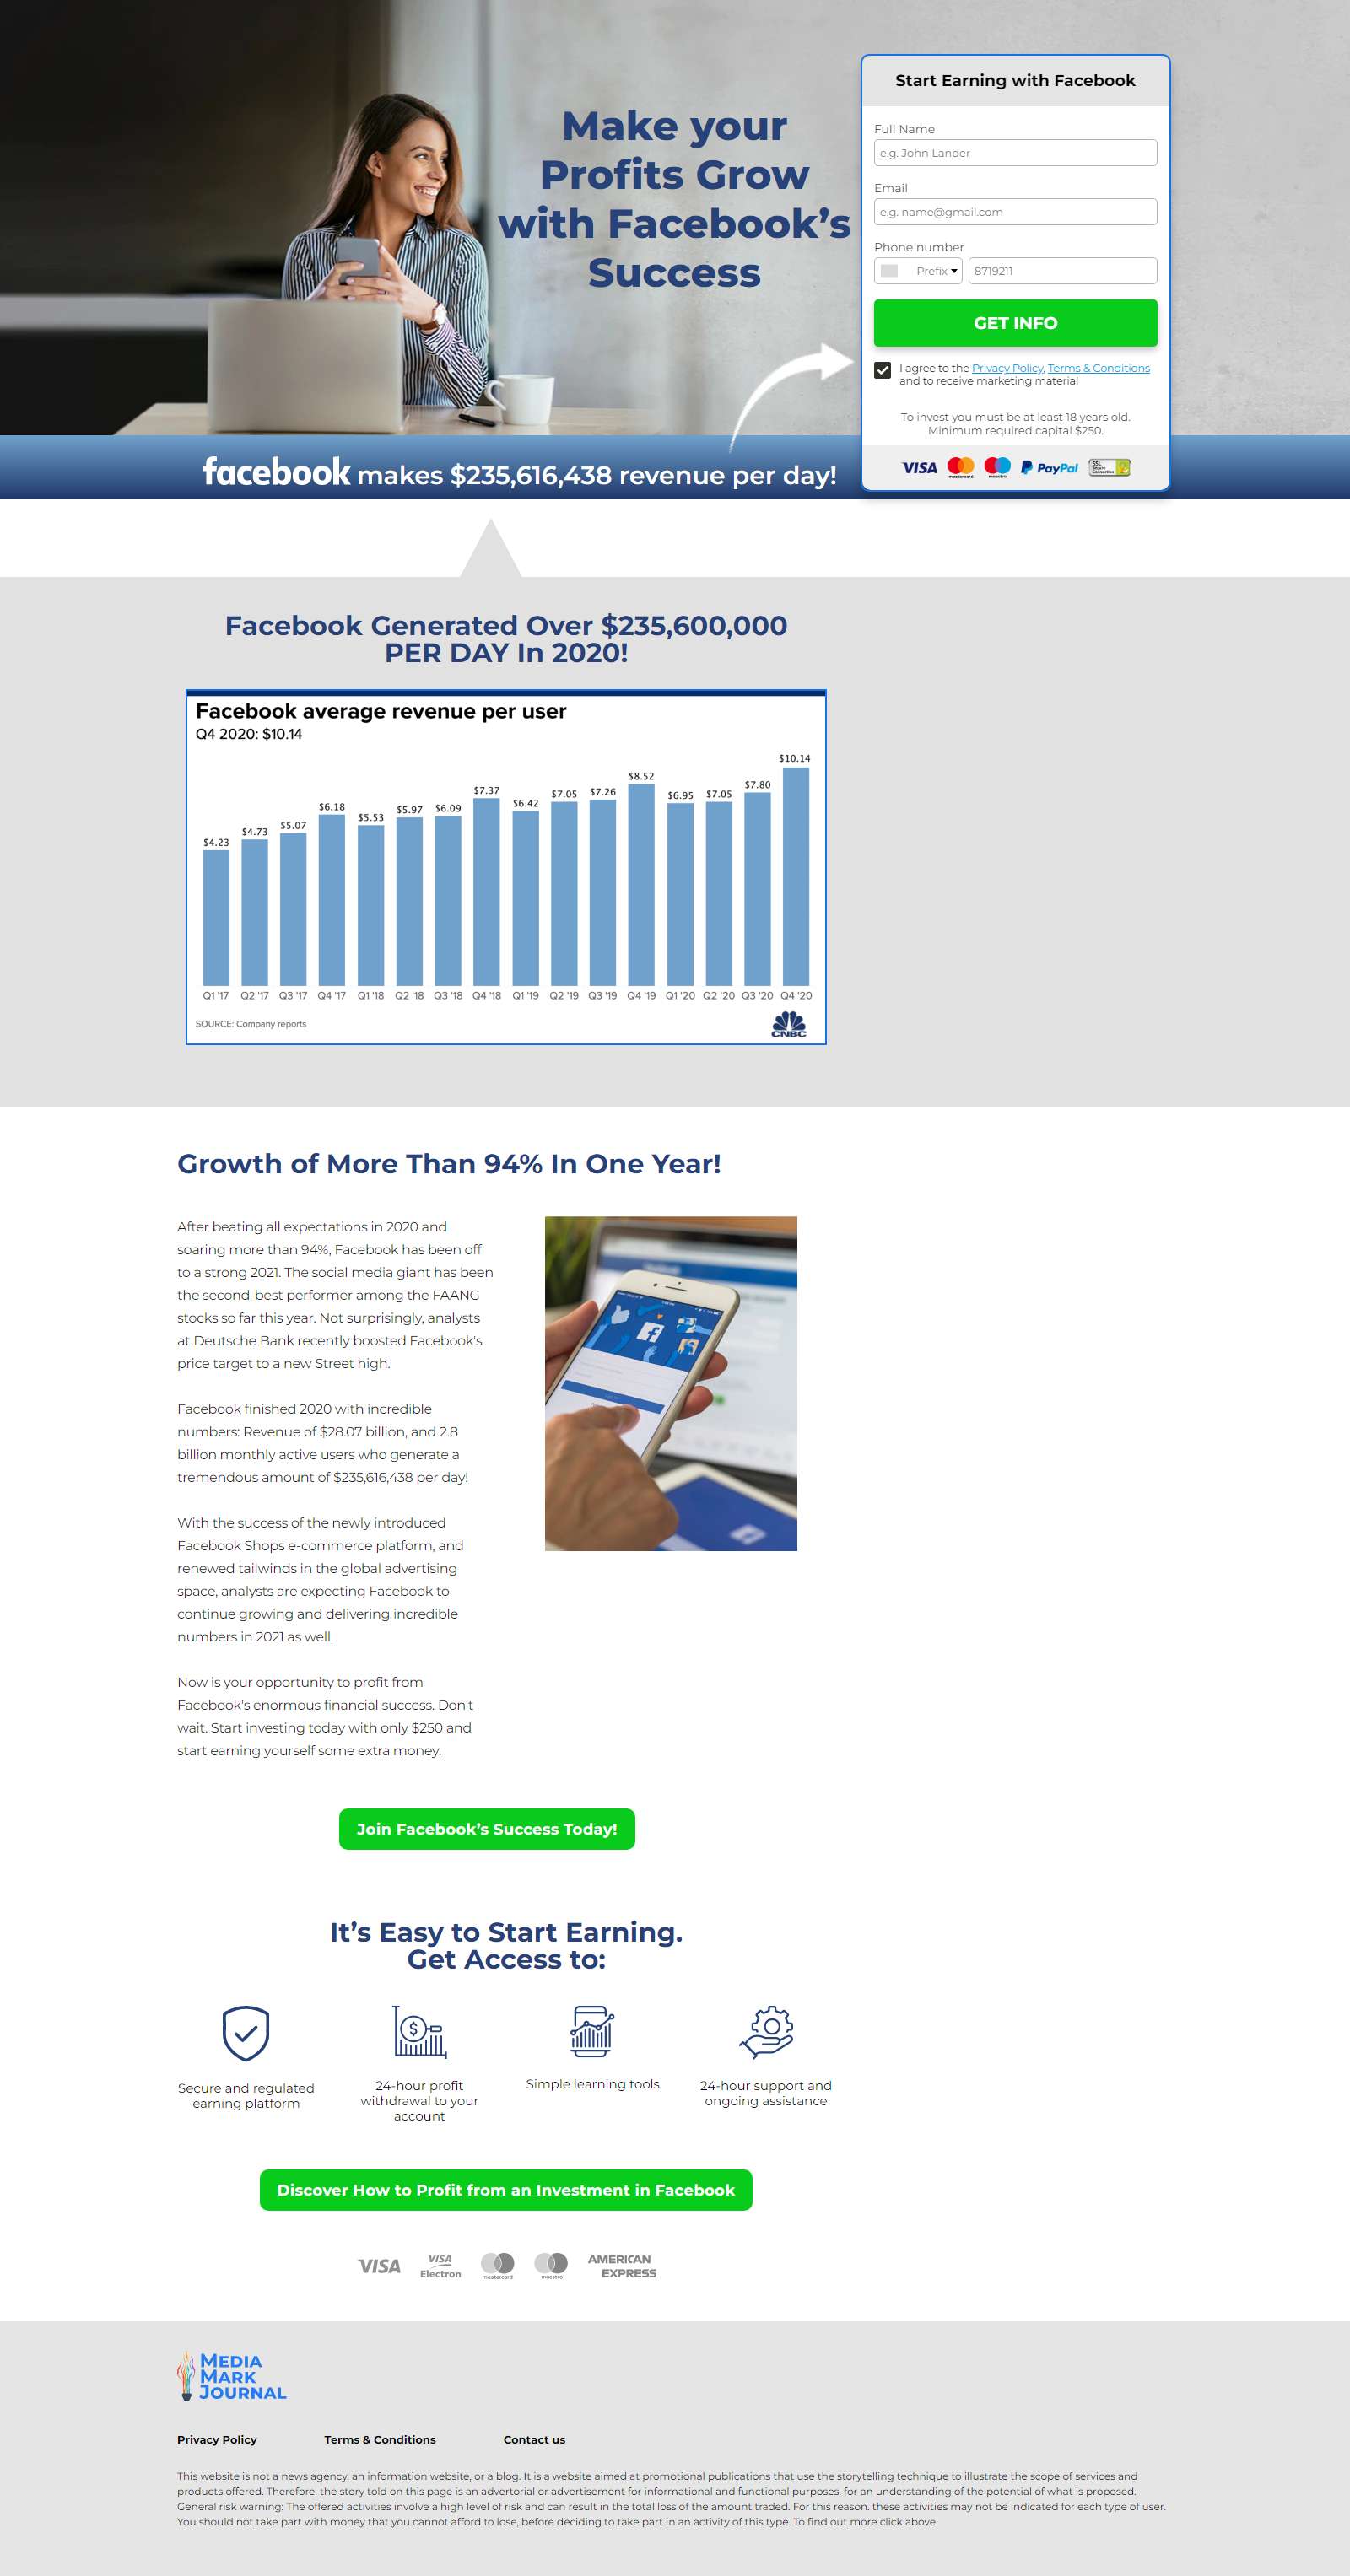 Make your
Profits Grow
with Facebook's
Success
Start Earning with Facebook
Full Name
e.g. John Lander
Email
e.g. name@gmail.com
Phone number
Prefix
8719211
GET INFO
I agree to the Privacy Policy, Terms & Conditions
and to receive marketing material
To invest you must be at least 18 years old.
Minimum required capital $250.
VISA
mastercard
maestro
PayPal
SSL
Secure
Connection
facebook makes $235,616,438 revenue per day!
Facebook Generated Over $235,600,000
PER DAY In 2020!
Facebook average revenue per user
Q4 2020: $10.14
$4.23
$4.73
$5.07
$6.18
$5.53
$5.97
$6.09
$7.37
$6.42
$7.05
$7.26
$8.52
$6.95
$7.05
$7.80
$10.14
Q1 '17 Q2 '17 Q3 '17 Q4 '17 Q1 '18 Q2 '18 Q3 '18 Q4 '18 Q1 '19 Q2 '19 Q3 '19 Q4 '19 Q1 '20 Q2 '20 Q3 '20 Q4 '20
SOURCE: Company reports
CNBC
Growth of More Than 94% In One Year!
After beating all expectations in 2020 and
soaring more than 94%, Facebook has been off
to a strong 2021. The social media giant has been
the second-best performer among the FAANG
stocks so far this year. Not surprisingly, analysts
at Deutsche Bank recently boosted Facebook's
price target to a new Street high.
Facebook finished 2020 with incredible
numbers: Revenue of $28.07 billion, and 2.8
billion monthly active users who generate a
tremendous amount of $235,616,438 per day!
With the success of the newly introduced
Facebook Shops e-commerce platform, and
renewed tailwinds in the global advertising
space, analysts are expecting Facebook to
continue growing and delivering incredible
numbers in 2021 as well.
Now is your opportunity to profit from
Facebook's enormous financial success. Don't
wait. Start investing today with only $250 and
start earning yourself some extra money.
Join Facebook's Success Today!
It's Easy to Start Earning.
Get Access to:
Secure and regulated
earning platform
24-hour profit
withdrawal to your
account
Simple learning tools
24-hour support and
ongoing assistance
Discover How to Profit from an Investment in Facebook
VISA
VISA
Electron
mastercard
maestro
AMERICAN
EXPRESS
MEDIA
MARK
JOURNAL
Privacy Policy
Terms & Conditions
Contact us
This website is not a news agency, an information website, or a blog. It is a website aimed at promotional publications that use the storytelling technique to illustrate the scope of services and
products offered. Therefore, the story told on this page is an advertorial or advertisement for informational and functional purposes, for an understanding of the potential of what is proposed.
General risk warning: The offered activities involve a high level of risk and can result in the total loss of the amount traded. For this reason. these activities may not be indicated for each type of user.
You should not take part with money that you cannot afford to lose, before deciding to take part in an activity of this type. To find out more click above.